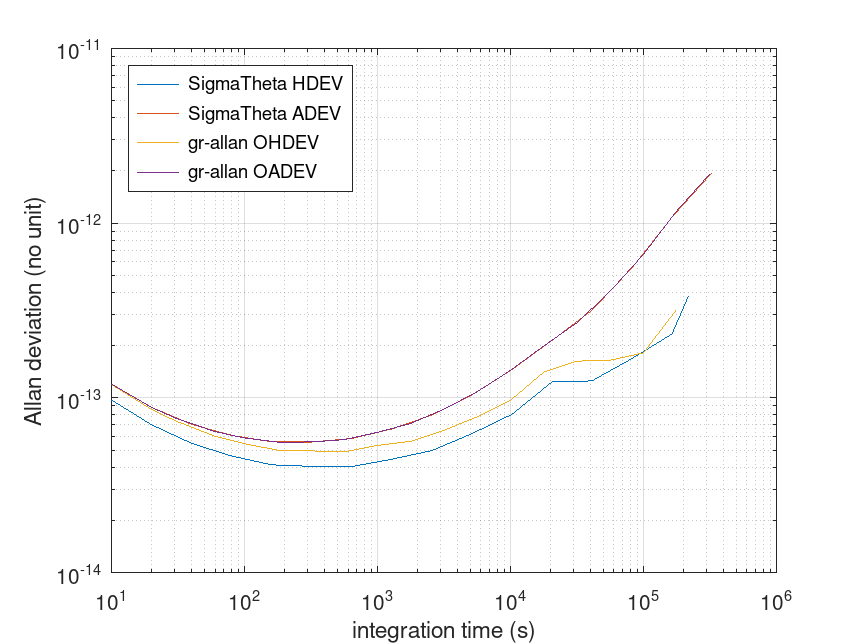 10^-11
SigmaTheta HDEV
SigmaTheta ADEV
gr-allan OHDEV
gr-allan OADEV
10^-12
Allan deviation (no unit)
10^-13
10^-14
10^1 10^2 10^3 10^4 10^5 10^6
integration time (s)